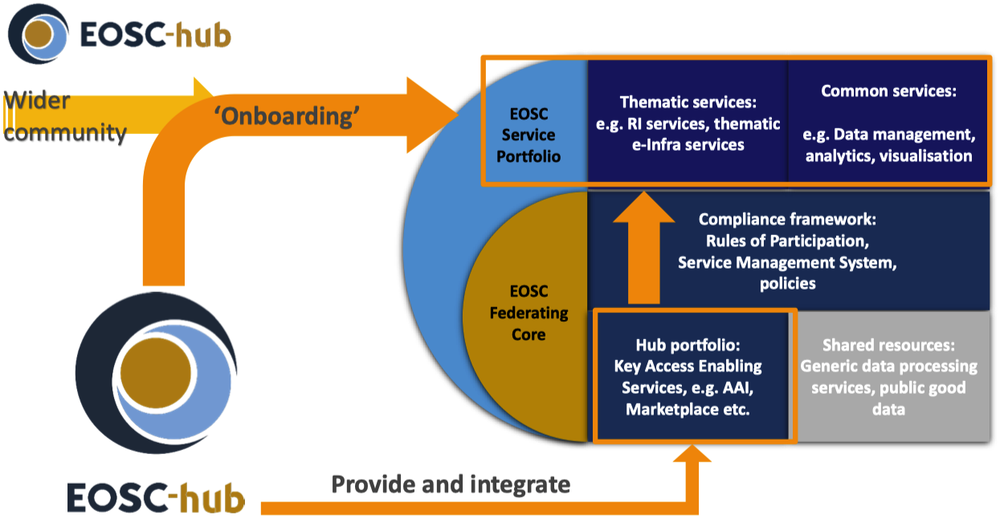 EOSC-hub
Wider
community
'Onboarding'
EOSC
Service
Portfolio
Thematic services:
e.g. RI services, thematic
e-Infra services
Common services:
e.g. Data management,
analytics, visualisation
Compliance framework:
Rules of Participation,
Service Management System,
policies
EOSC
Federating
Core
Hub portfolio:
Key Access Enabling
Services, e.g. AAI,
Marketplace etc.
Shared resources:
Generic data processing
services, public good
data
EOSC-hub
Provide and integrate